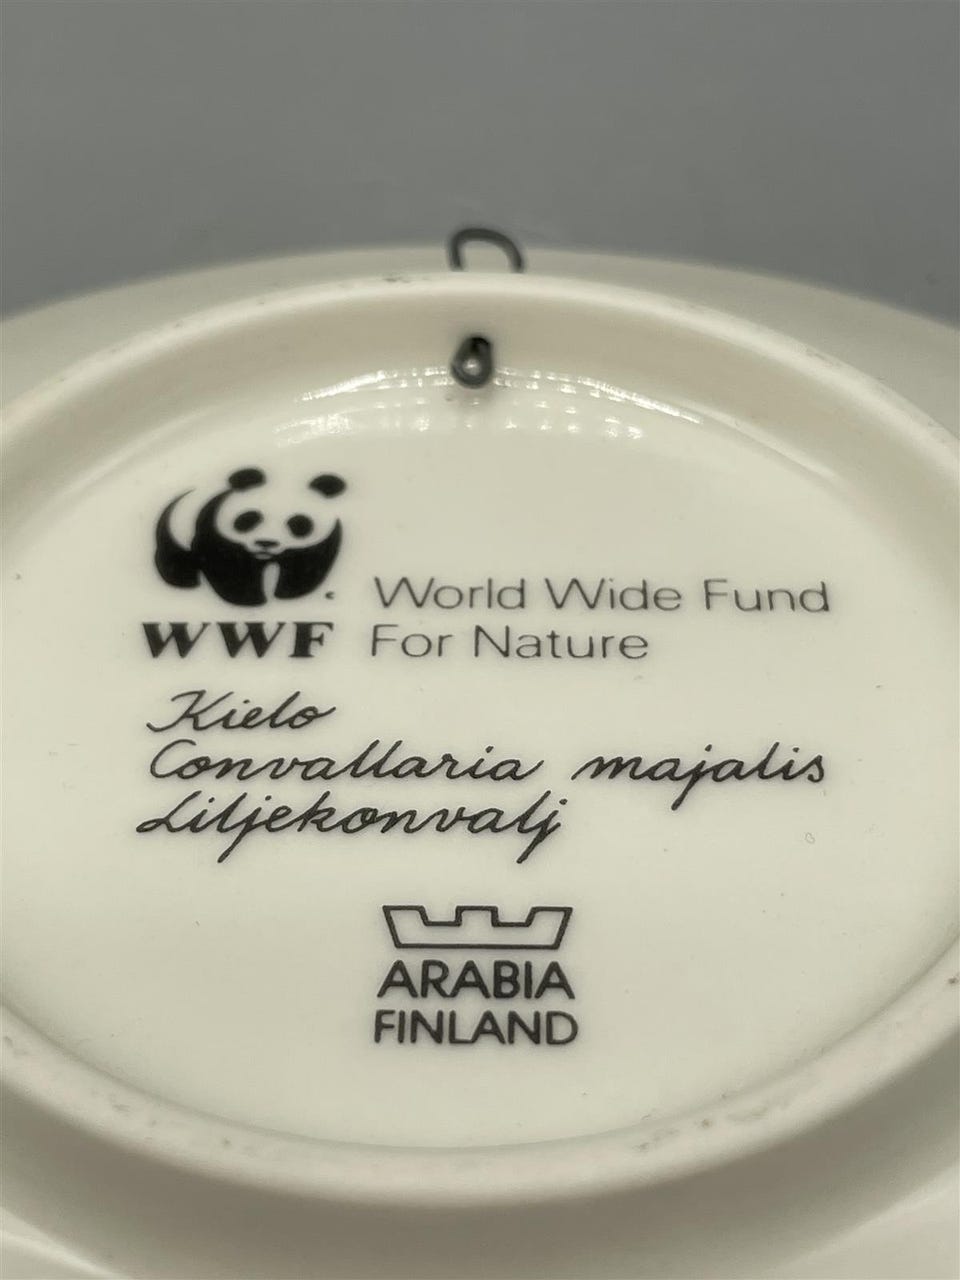 WWF World Wide Fund
For Nature
Kielo
Convallaria majalis
Liljekonvalj
ARABIA
FINLAND